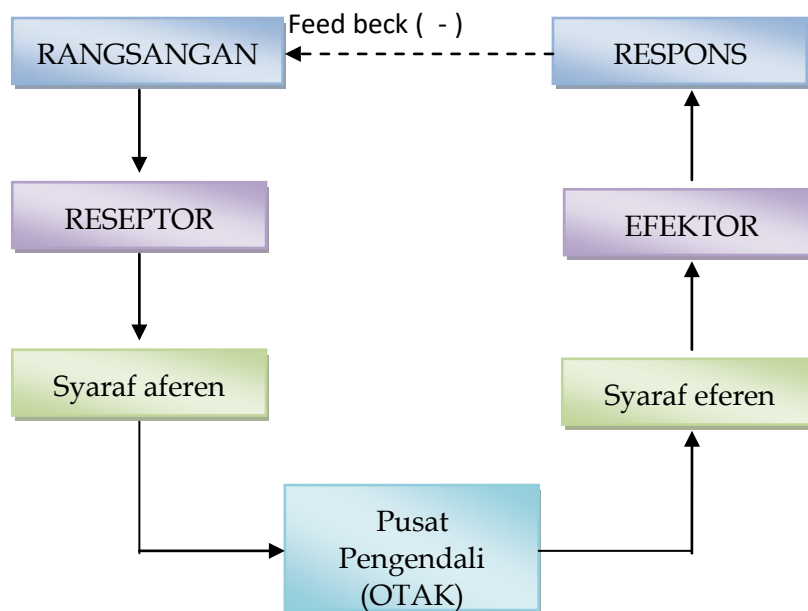 Feed beck ( - )
RANGSANGAN
RESPONS
RESEPTOR
EFEKTOR
Syaraf aferen
Syaraf eferen
Pusat
Pengendali
(OTAK)